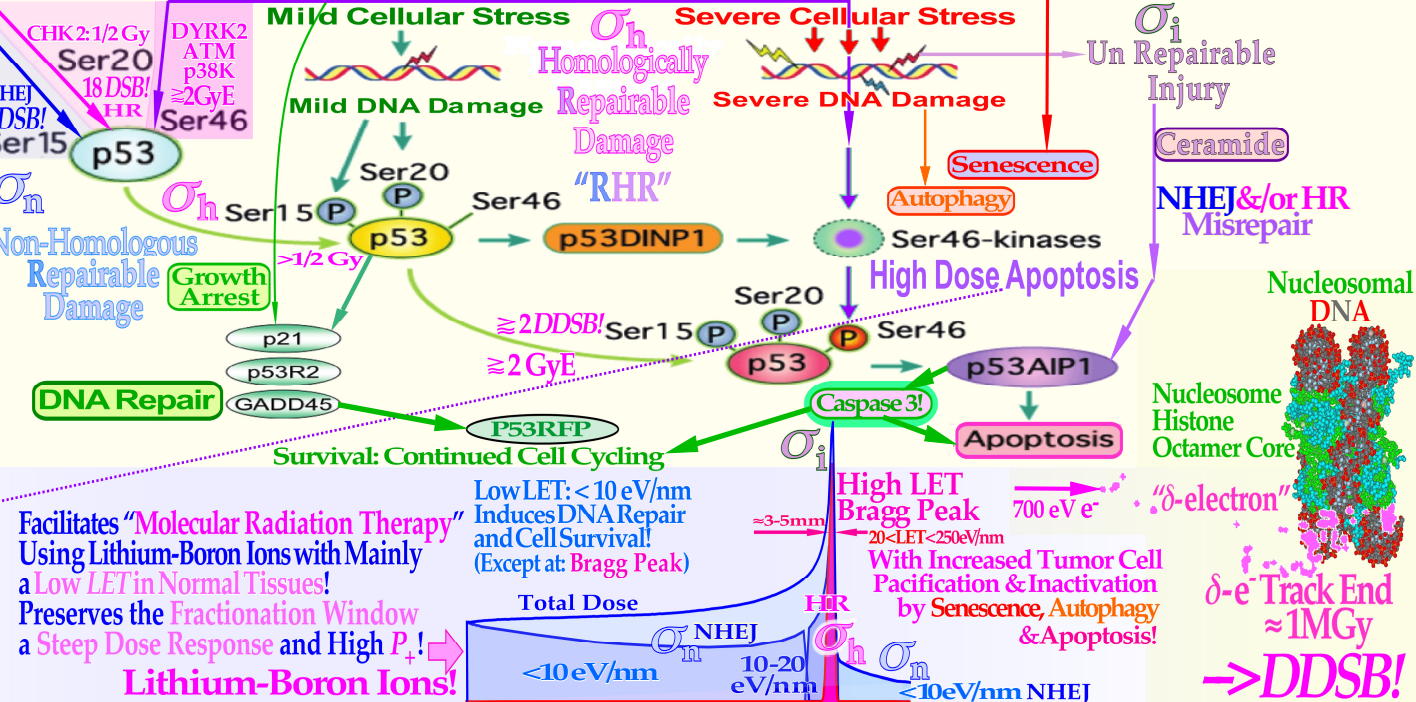 CHK 2: 1/2 Gy
Ser20
18 DSB!
HR
DYRK2
ATM
p38K
≳2GyE
Ser46
HEJ
DSB!
Ser15
p53
σn
Non-Homologous
Repairable
Damage
σh
Mild Cellular Stress
Mild DNA Damage
σh
Homologically
Repairable
Damage
“RHR”
Severe Cellular Stress
Severe DNA Damage
σi
Un Repairable
Injury
Ceramide
Senescence
Autophagy
NHEJ&/or HR
Misrepair
Ser20
P
Ser15 P
Ser46
p53
>1/2 Gy
p53DINP1
Ser46-kinases
High Dose Apoptosis
Growth
Arrest
p21
p53R2
GADD45
DNA Repair
≳ 2 DDSB!
≳ 2 GyE
Ser20
P
Ser15 P
P Ser46
p53
p53AIP1
Caspase 3!
Apoptosis
P53RFP
Survival: Continued Cell Cycling
Nucleosomal
DNA
Nucleosome
Histone
Octamer Core
Facilitates “Molecular Radiation Therapy”
Using Lithium-Boron Ions with Mainly
a Low LET in Normal Tissues!
Preserves the Fractionation Window
a Steep Dose Response and High P+!
Lithium-Boron Ions!
Low LET: < 10 eV/nm
Induces DNA Repair
and Cell Survival!
(Except at: Bragg Peak)
Total Dose
σn NHEJ
<10 eV/nm
10-20
eV/nm
σi
≈3-5mm
HR
σh
σn
<10eV/nm NHEJ
High LET
Bragg Peak
20<LET<250eV/nm
With Increased Tumor Cell
Pacification & Inactivation
by Senescence, Autophagy
&Apoptosis!
700 eV e-
“δ-electron”
δ-e- Track End
≈ 1MGy
–>DDSB!